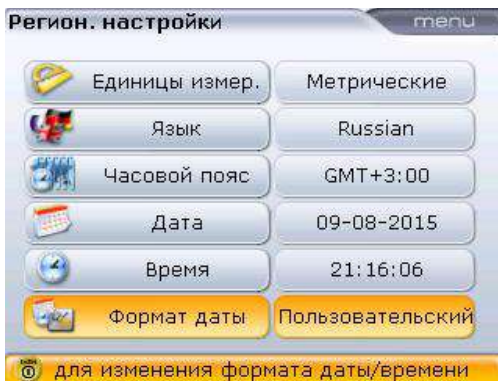 Регион. настройки menu
Единицы измер. Метрические
Язык Russian
Часовой пояс GMT+3:00
Дата 09-08-2015
Время 21:16:06
Формат даты Пользовательский
для изменения формата даты/времени